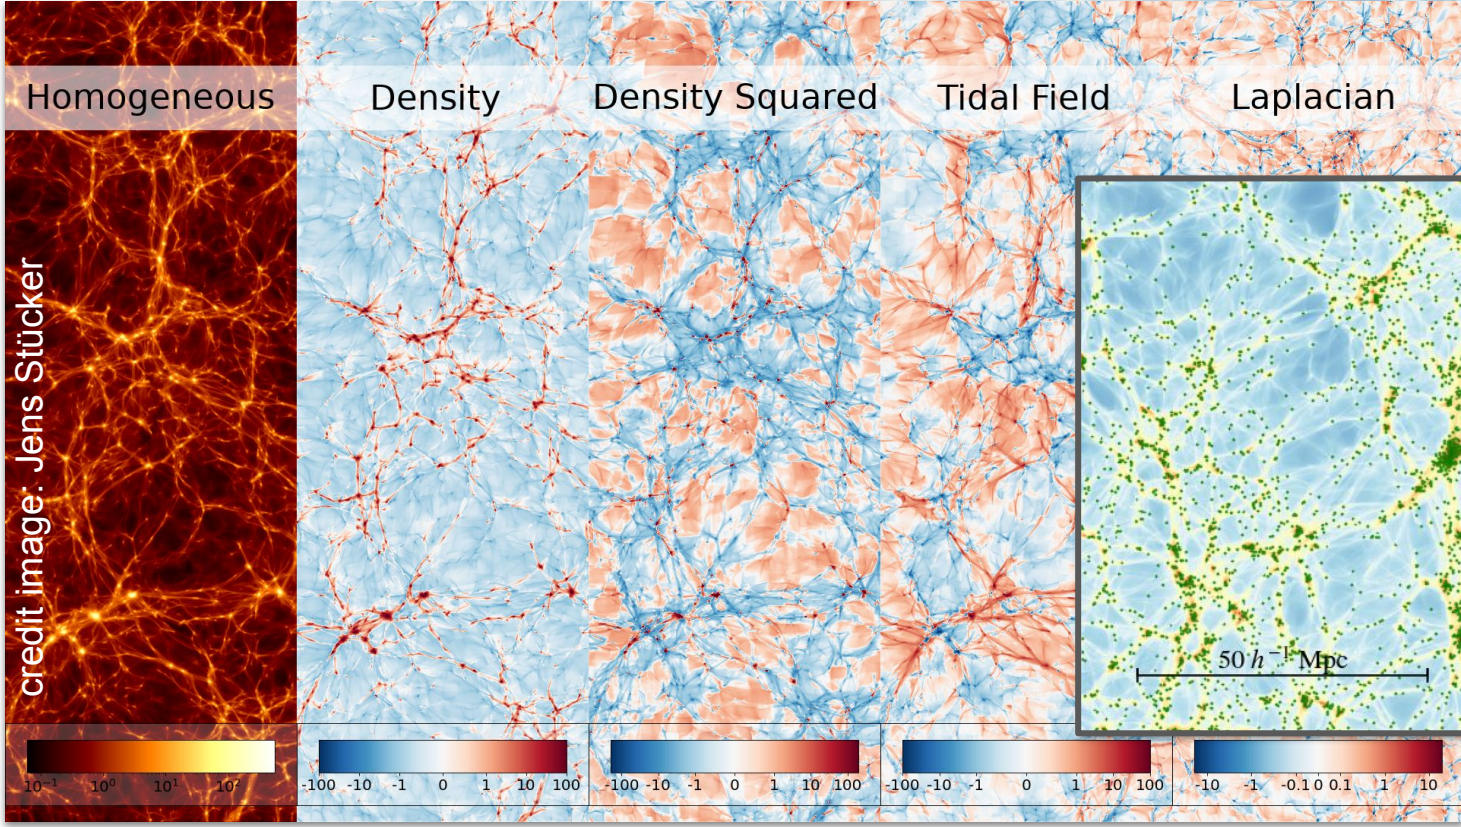 Homogeneous
Density
Density Squared
Tidal Field
Laplacian
credit image: Jens Stücker
50 h⁻¹ Mpc
10⁻¹ 10⁰ 10¹ 10²
-100 -10 -1 0 1 10 100
-100 -10 -1 0 1 10 100
-100 -10 -1 0 1 10 100
-10 -1 -0.1 0 0.1 1 10